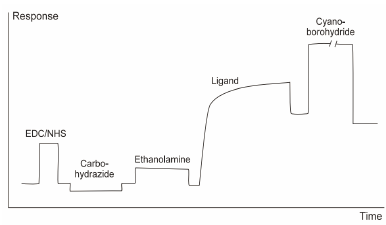 Response
Cyano-
borohydride
Ligand
EDC/NHS
Carbo-
hydrazide
Ethanolamine
Time